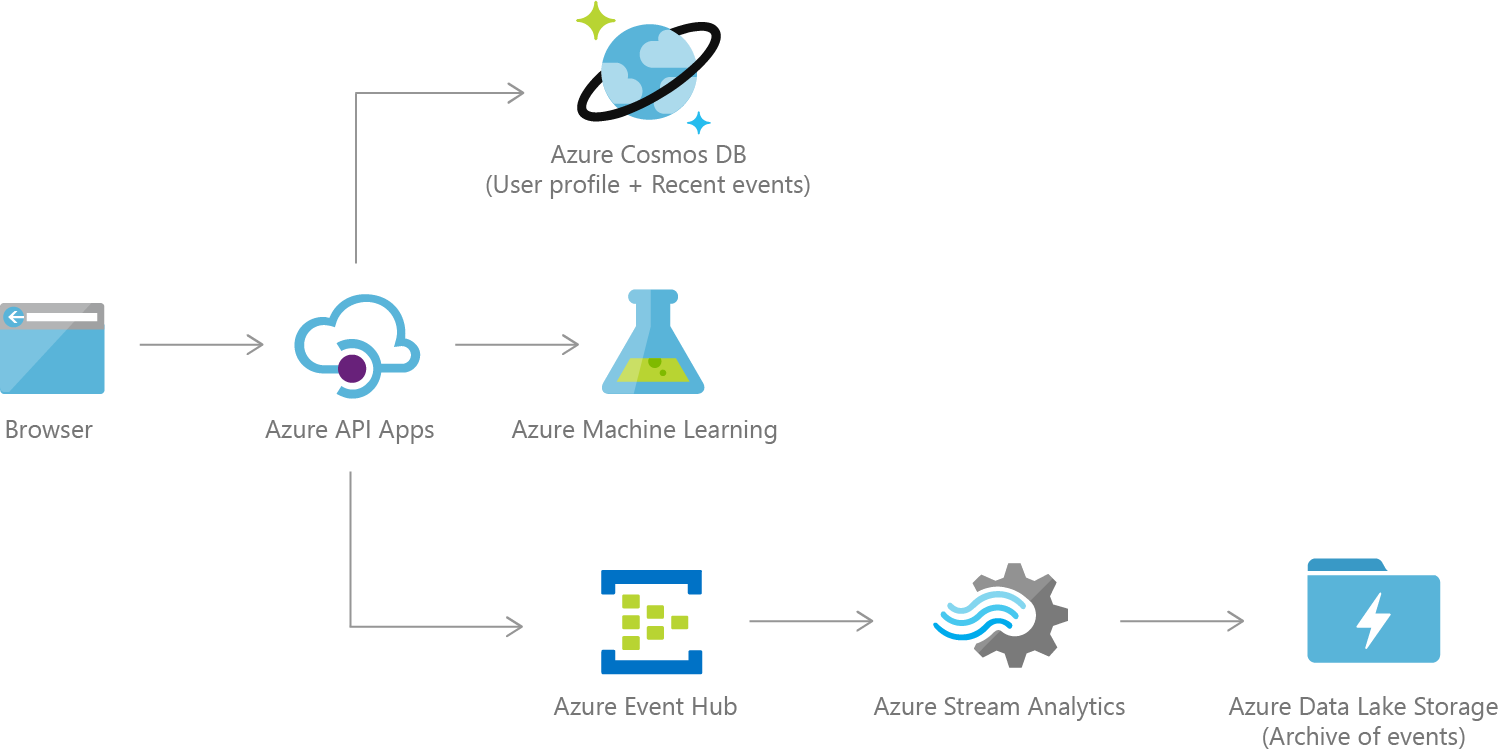 Azure Cosmos DB
(User profile + Recent events)
Browser
Azure API Apps
Azure Machine Learning
Azure Event Hub
Azure Stream Analytics
Azure Data Lake Storage
(Archive of events)